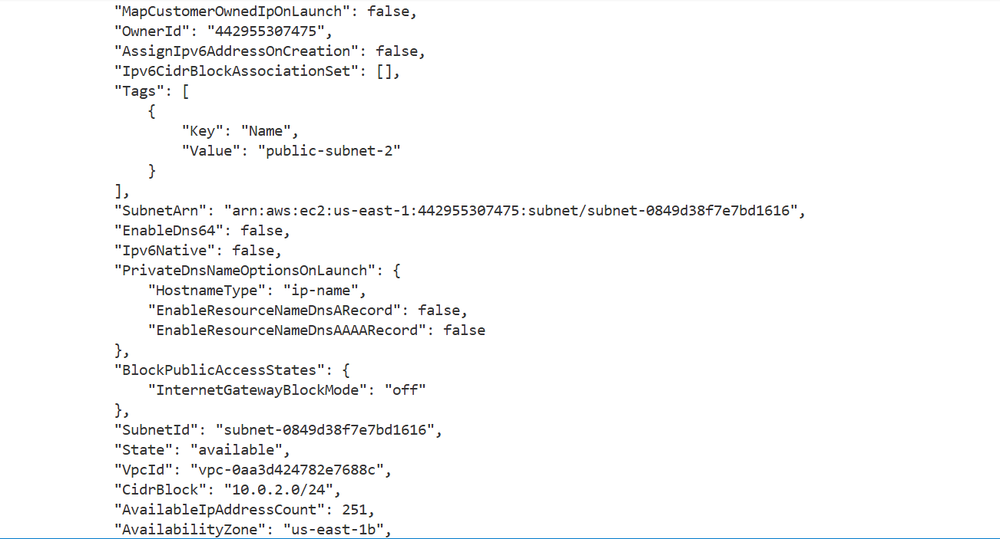 "MapCustomerOwnedIpOnLaunch": false,
"OwnerId": "442955307475",
"AssignIpv6AddressOnCreation": false,
"Ipv6CidrBlockAssociationSet": [],
"Tags": [
{
"Key": "Name",
"Value": "public-subnet-2"
}
],
"SubnetArn": "arn:aws:ec2:us-east-1:442955307475:subnet/subnet-0849d38f7e7bd1616",
"EnableDns64": false,
"Ipv6Native": false,
"PrivateDnsNameOptionsOnLaunch": {
"HostnameType": "ip-name",
"EnableResourceNameDnsARecord": false,
"EnableResourceNameDnsAAAARecord": false
},
"BlockPublicAccessStates": {
"InternetGatewayBlockMode": "off"
},
"SubnetId": "subnet-0849d38f7e7bd1616",
"State": "available",
"VpcId": "vpc-0aa3d424782e7688c",
"CidrBlock": "10.0.2.0/24",
"AvailableIpAddressCount": 251,
"AvailabilityZone": "us-east-1b",